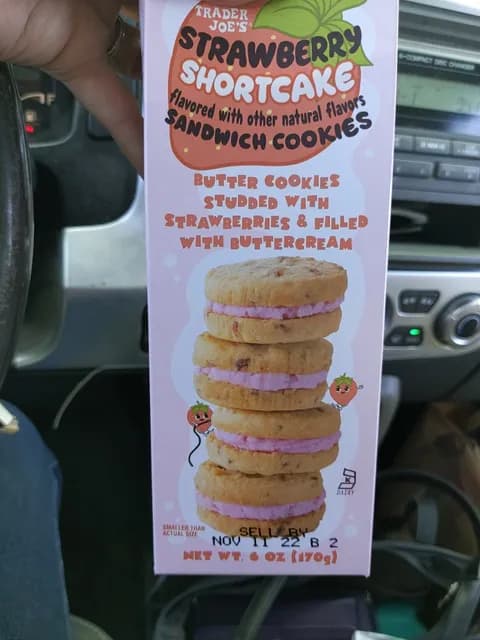 TRADER
JOE'S
STRAWBERRY
SHORTCAKE
flavored with other natural flavors
SANDWICH COOKIES
BUTTER COOKIES
STUDDED WITH
STRAWBERRIES & FILLED
WITH BUTTERCREAM
K
DAIRY
SMALLER THAN
ACTUAL SIZE
SELL BY
NOV 11 22 B 2
NET WT. 6 OZ (170g)